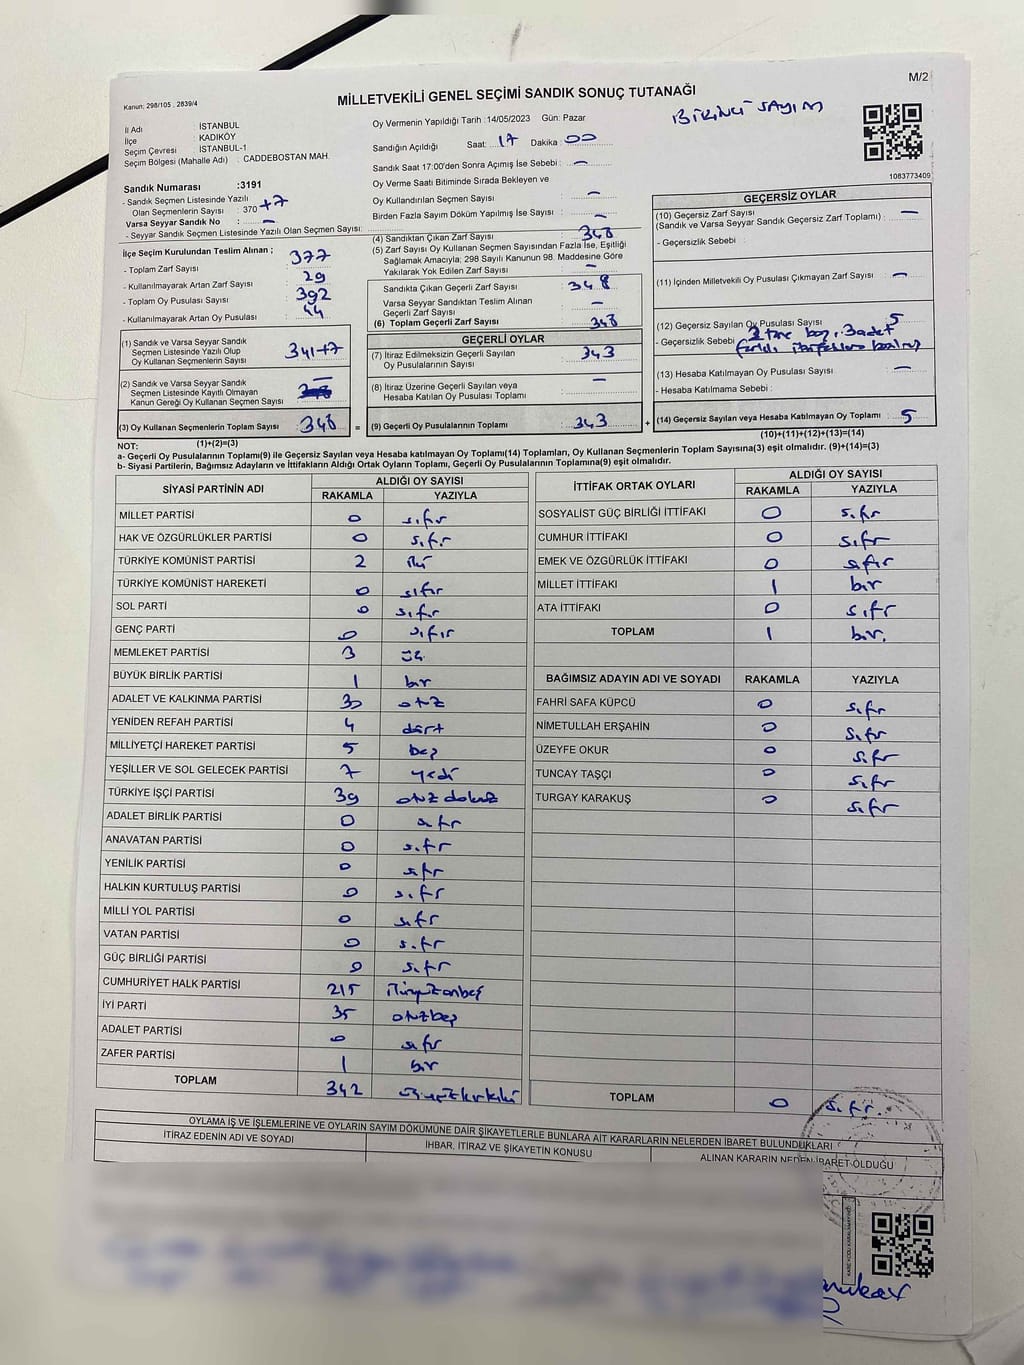 M/2
Kanun: 298/105 , 2839/4
MİLLETVEKİLİ GENEL SEÇİMİ SANDIK SONUÇ TUTANAĞI
BİRİNCİ SAYIM
İl Adı : İSTANBUL
İlçe : KADIKÖY
Seçim Çevresi : İSTANBUL-1
Seçim Bölgesi (Mahalle Adı) : CADDEBOSTAN MAH.
Oy Vermenin Yapıldığı Tarih :14/05/2023 Gün: Pazar
Sandığın Açıldığı Saat: 17 Dakika : 00
Sandık Saat 17:00'den Sonra Açımış İse Sebebi : —
1083773409
Sandık Numarası :3191
- Sandık Seçmen Listesinde Yazılı
Olan Seçmenlerin Sayısı : 370 +7
Varsa Seyyar Sandık No : —
- Seyyar Sandık Seçmen Listesinde Yazılı Olan Seçmen Sayısı:
Oy Verme Saati Bitiminde Sırada Bekleyen ve
Oy Kullandırılan Seçmen Sayısı : —
Birden Fazla Sayım Döküm Yapılmış İse Sayısı : —
İlçe Seçim Kurulundan Teslim Alınan ;
- Toplam Zarf Sayısı : 377
- Kullanılmayarak Artan Zarf Sayısı : 29
- Toplam Oy Pusulası Sayısı : 392
- Kullanılmayarak Artan Oy Pusulası : 44
(4) Sandıktan Çıkan Zarf Sayısı : 348
(5) Zarf Sayısı Oy Kullanan Seçmen Sayısından Fazla İse, Eşitliği
Sağlamak Amacıyla; 298 Sayılı Kanunun 98. Maddesine Göre
Yakılarak Yok Edilen Zarf Sayısı : —
Sandıkta Çıkan Geçerli Zarf Sayısı : 348
Varsa Seyyar Sandıktan Teslim Alınan
Geçerli Zarf Sayısı : —
(6) Toplam Geçerli Zarf Sayısı : 348
GEÇERSİZ OYLAR
(10) Geçersiz Zarf Sayısı
(Sandık ve Varsa Seyyar Sandık Geçersiz Zarf Toplamı) : —
- Geçersizlik Sebebi :
(11) İçinden Milletvekili Oy Pusulası Çıkmayan Zarf Sayısı : —
(12) Geçersiz Sayılan Oy Pusulası Sayısı : 5
- Geçersizlik Sebebi : 2 tane boş, 3 adet
farklı ittifaklara
(13) Hesaba Katılmayan Oy Pusulası Sayısı : —
- Hesaba Katılmama Sebebi :
(14) Geçersiz Sayılan veya Hesaba Katılmayan Oy Toplamı : 5
(10)+(11)+(12)+(13)=(14)
(1) Sandık ve Varsa Seyyar Sandık
Seçmen Listesinde Yazılı Olup
Oy Kullanan Seçmenlerin Sayısı : 341+7
(2) Sandık ve Varsa Seyyar Sandık
Seçmen Listesinde Kayıtlı Olmayan
Kanun Gereği Oy Kullanan Seçmen Sayısı : —
(3) Oy Kullanan Seçmenlerin Toplam Sayısı : 348 =
(1)+(2)=(3)
GEÇERLİ OYLAR
(7) İtiraz Edilmeksizin Geçerli Sayılan
Oy Pusulalarının Sayısı : 343
(8) İtiraz Üzerine Geçerli Sayılan veya
Hesaba Katılan Oy Pusulası Toplamı : —
(9) Geçerli Oy Pusulalarının Toplamı : 343 +
NOT:
a- Geçerli Oy Pusulalarının Toplamı(9) ile Geçersiz Sayılan veya Hesaba Katılmayan Oy Toplamı(14) Toplamları, Oy Kullanan Seçmenlerin Toplam Sayısına(3) eşit olmalıdır. (9)+(14)=(3)
b- Siyasi Partilerin, Bağımsız Adayların ve İttifakların Aldığı Ortak Oyların Toplamı, Geçerli Oy Pusulalarının Toplamına(9) eşit olmalıdır.
SİYASİ PARTİNİN ADI ALDIĞI OY SAYISI
RAKAMLA YAZIYLA
MİLLET PARTİSİ 0 sıfır
HAK VE ÖZGÜRLÜKLER PARTİSİ 0 sıfır
TÜRKİYE KOMÜNİST PARTİSİ 2 iki
TÜRKİYE KOMÜNİST HAREKETİ 0 sıfır
SOL PARTİ 0 sıfır
GENÇ PARTİ 0 sıfır
MEMLEKET PARTİSİ 3 üç
BÜYÜK BİRLİK PARTİSİ 1 bir
ADALET VE KALKINMA PARTİSİ 30 otuz
YENİDEN REFAH PARTİSİ 4 dört
MİLLİYETÇİ HAREKET PARTİSİ 5 beş
YEŞİLLER VE SOL GELECEK PARTİSİ 7 yedi
TÜRKİYE İŞÇİ PARTİSİ 39 otuz dokuz
ADALET BİRLİK PARTİSİ 0 sıfır
ANAVATAN PARTİSİ 0 sıfır
YENİLİK PARTİSİ 0 sıfır
HALKIN KURTULUŞ PARTİSİ 0 sıfır
MİLLİ YOL PARTİSİ 0 sıfır
VATAN PARTİSİ 0 sıfır
GÜÇ BİRLİĞİ PARTİSİ 0 sıfır
CUMHURİYET HALK PARTİSİ 215 ikiyüzonbeş
İYİ PARTİ 35 otuzbeş
ADALET PARTİSİ 0 sıfır
ZAFER PARTİSİ 1 bir
TOPLAM 342 üçyüzkırkiki
İTTİFAK ORTAK OYLARI ALDIĞI OY SAYISI
RAKAMLA YAZIYLA
SOSYALİST GÜÇ BİRLİĞİ İTTİFAKI 0 sıfır
CUMHUR İTTİFAKI 0 sıfır
EMEK VE ÖZGÜRLÜK İTTİFAKI 0 sıfır
MİLLET İTTİFAKI 1 bir
ATA İTTİFAKI 0 sıfır
TOPLAM 1 bir.
BAĞIMSIZ ADAYIN ADI VE SOYADI RAKAMLA YAZIYLA
FAHRİ SAFA KÜPCÜ 0 sıfır
NİMETULLAH ERŞAHİN 0 sıfır
ÜZEYFE OKUR 0 sıfır
TUNCAY TAŞÇI 0 sıfır
TURGAY KARAKUŞ 0 sıfır
TOPLAM 0 sıfır.
OYLAMA İŞ VE İŞLEMLERİNE VE OYLARIN SAYIM DÖKÜMÜNE DAİR ŞİKAYETLERLE BUNLARA AİT KARARLARIN NELERDEN İBARET BULUNDUKLARI
İTİRAZ EDENİN ADI VE SOYADI
İHBAR, İTİRAZ VE ŞİKAYETİN KONUSU
ALINAN KARARIN NEDEN İBARET OLDUĞU